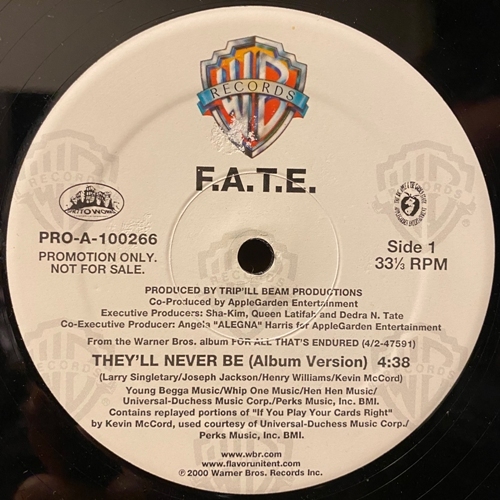 RECORDS
F.A.T.E.
PRO-A-100266
PROMOTION ONLY.
NOT FOR SALE.
Side 1
33⅓ RPM
PRODUCED BY TRIP'ILL BEAM PRODUCTIONS
Co-Produced by AppleGarden Entertainment
Executive Producers: Sha-Kim, Queen Latifah and Dedra N. Tate
Co-Executive Producer: Angela "ALEGNA" Harris for AppleGarden Entertainment
From the Warner Bros. album FOR ALL THAT'S ENDURED (4/2-47591)
THEY'LL NEVER BE (Album Version) 4:38
(Larry Singletary/Joseph Jackson/Henry Williams/Kevin McCord)
Young Begga Music/Whip One Music/Hen Hen Music/
Universal-Duchess Music Corp./Perks Music, Inc. BMI.
Contains replayed portions of "If You Play Your Cards Right"
by Kevin McCord, used courtesy of Universal-Duchess Music Corp./
Perks Music, Inc. BMI.
www.wbr.com
www.flavorunitent.com
℗ 2000 Warner Bros. Records Inc.